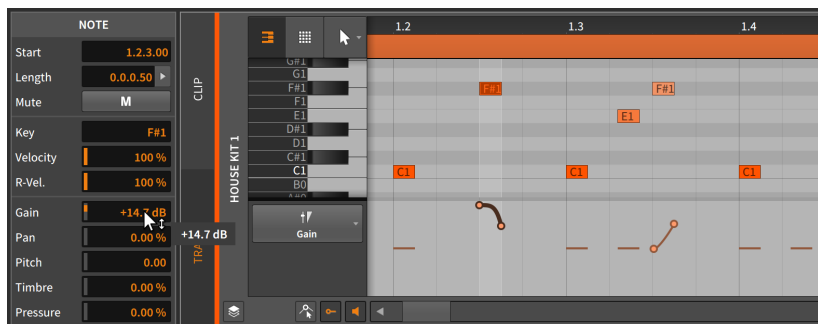 NOTE
Start 1.2.3.00
Length 0.0.0.50
Mute M
Key F#1
Velocity 100 %
R-Vel. 100 %
Gain +14.7 dB
Pan 0.00 %
Pitch 0.00
Timbre 0.00 %
Pressure 0.00 %
+14.7 dB
CLIP
HOUSE KIT 1
1.2 1.3 1.4
G#1
G1
F#1 F#1 F#1
F1
E1 E1
D#1
D1
C#1
C1 C1 C1 C1
B0
A#0
Gain